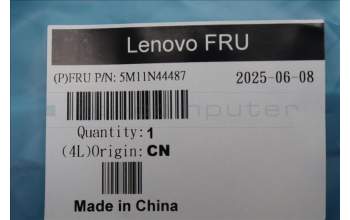 Lenovo FRU
(P)FRU P/N: 5M11N44487 2025-06-08
Quantity:1
(4L)Origin: CN
Made in China